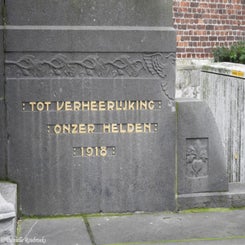 TOT VERHEERLIJKING
ONZER HELDEN
1918